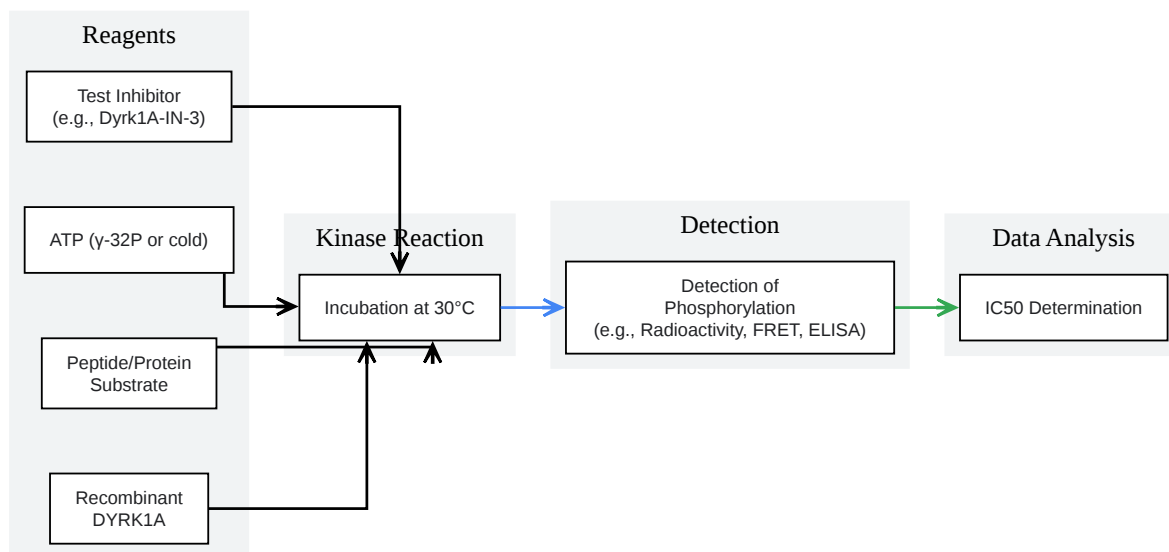 Reagents
Test Inhibitor
(e.g., Dyrk1A-IN-3)
ATP (γ-32P or cold)
Peptide/Protein
Substrate
Recombinant
DYRK1A
Kinase Reaction
Incubation at 30°C
Detection
Detection of
Phosphorylation
(e.g., Radioactivity, FRET, ELISA)
Data Analysis
IC50 Determination